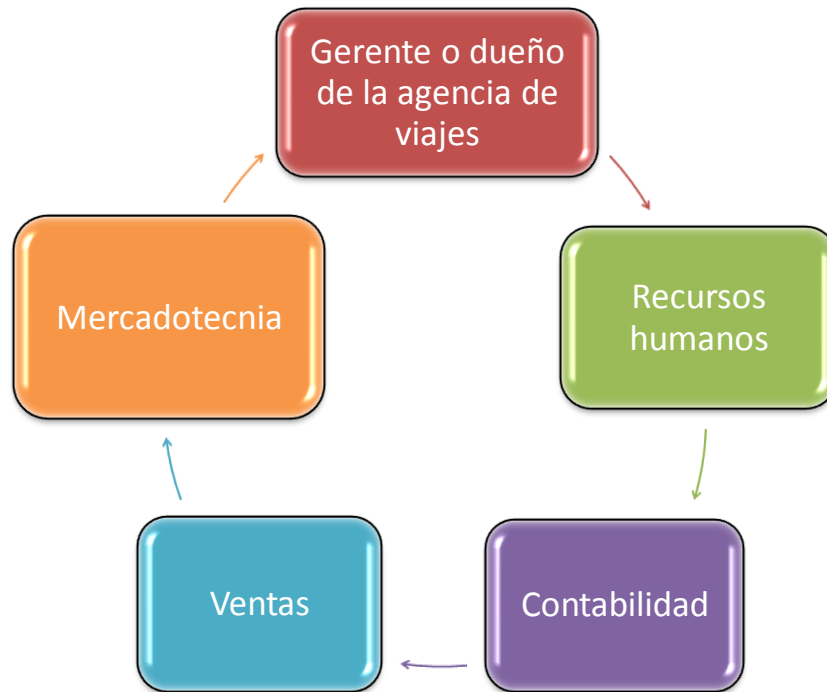 Gerente o dueño
de la agencia de
viajes
Recursos
humanos
Contabilidad
Ventas
Mercadotecnia